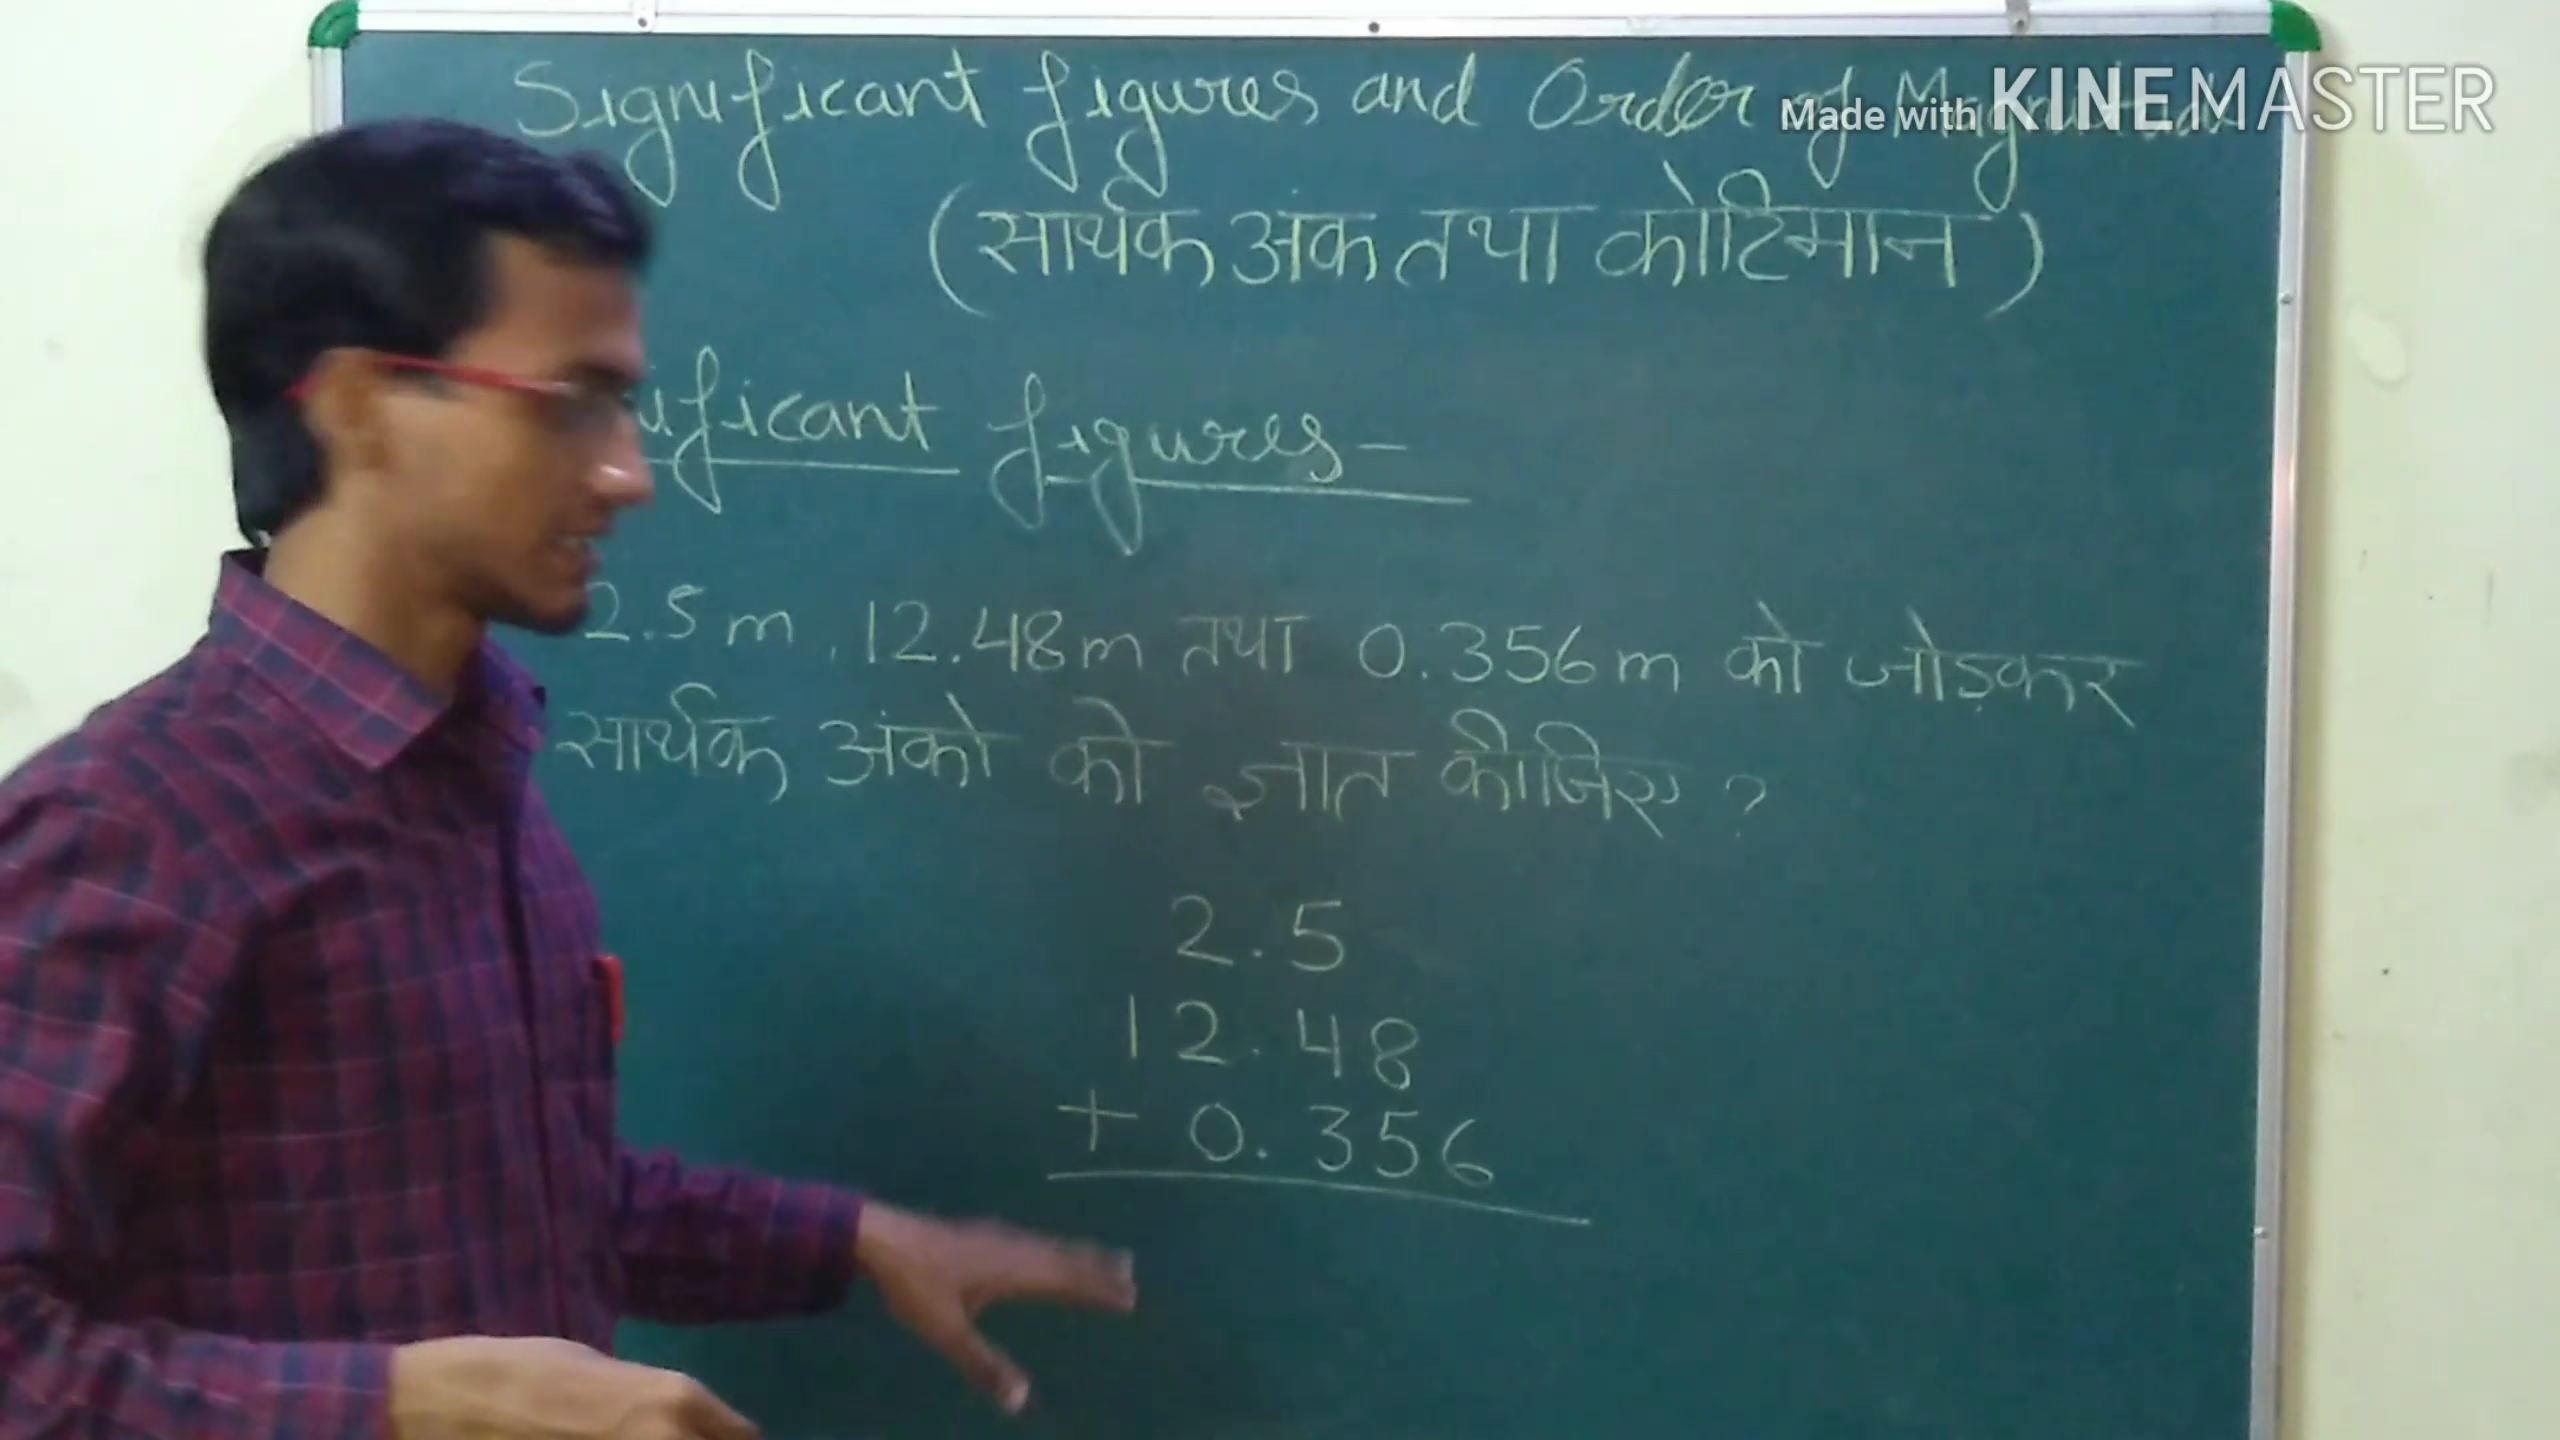 Significant figures and Order of
Made with KINEMASTER
(सार्थक अंक तथा कोटिमान)
figures-
2.5 m, 12.48 m तथा 0.356 m को जोड़कर
सार्थक अंको को ज्ञात कीजिए ?
2.5
12.48
+ 0.356